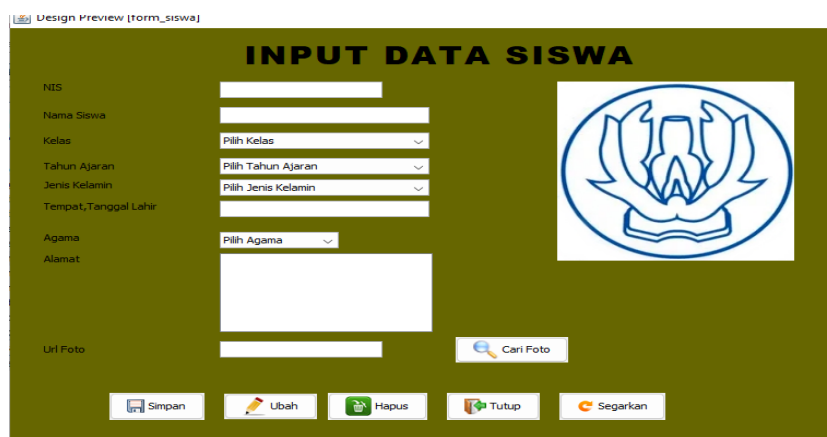 Design Preview [form_siswa]
INPUT DATA SISWA
NIS
Nama Siswa
Kelas Pilih Kelas
Tahun Ajaran Pilih Tahun Ajaran
Jenis Kelamin Pilih Jenis Kelamin
Tempat,Tanggal Lahir
Agama Pilih Agama
Alamat
Url Foto Cari Foto
Simpan Ubah Hapus Tutup Segarkan